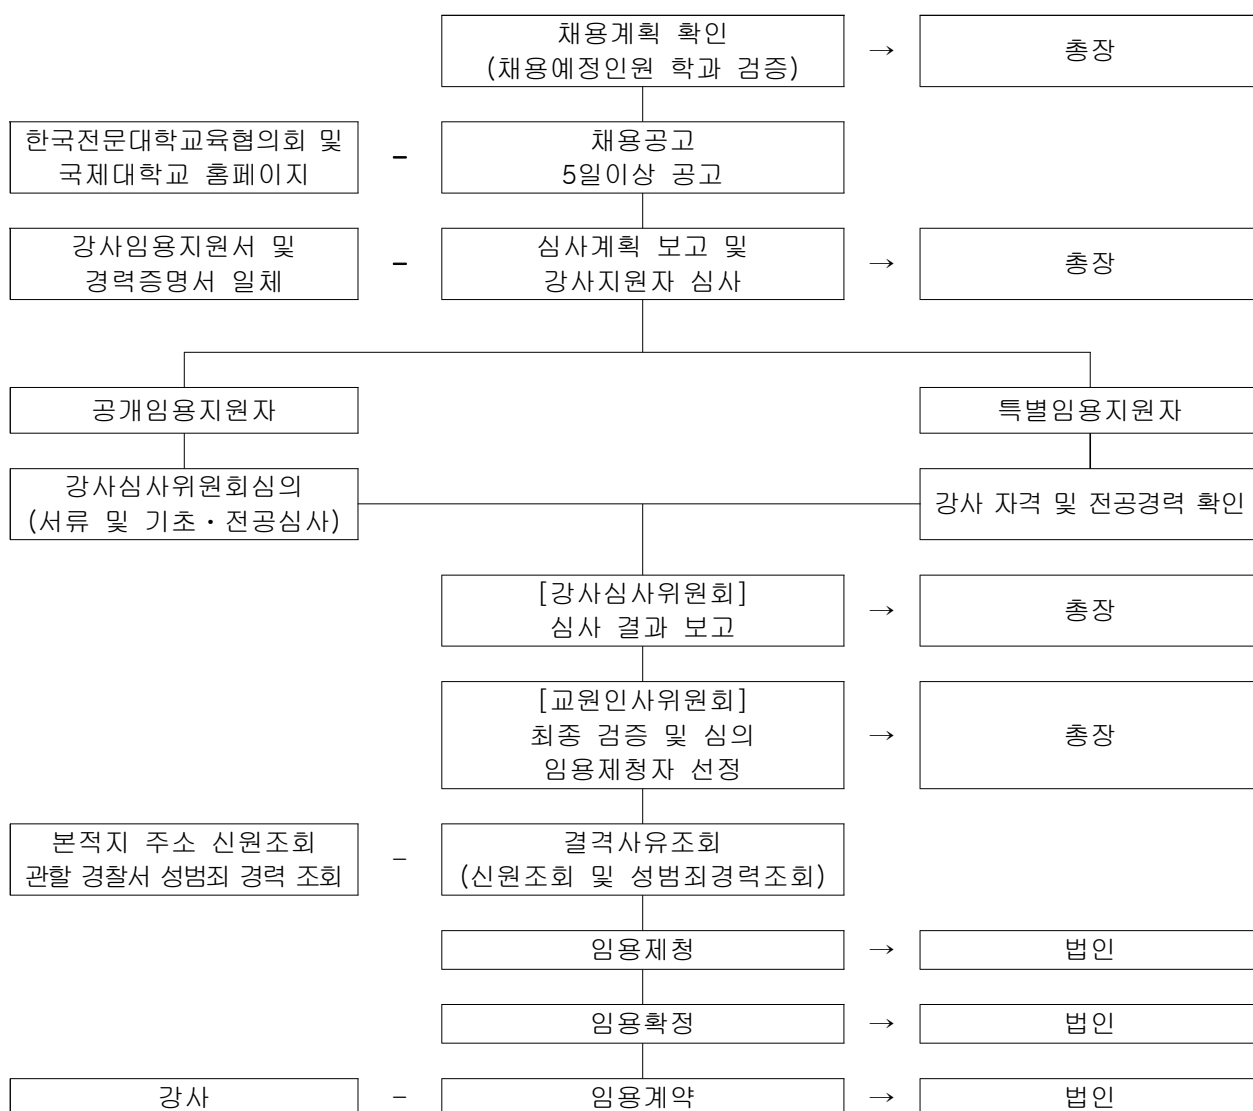 채용계획 확인
(채용예정인원 학과 검증)
→
총장
한국전문대학교육협의회 및
국제대학교 홈페이지
-
채용공고
5일이상 공고
강사임용지원서 및
경력증명서 일체
-
심사계획 보고 및
강사지원자 심사
→
총장
공개임용지원자
특별임용지원자
강사심사위원회심의
(서류 및 기초·전공심사)
강사 자격 및 전공경력 확인
[강사심사위원회]
심사 결과 보고
→
총장
[교원인사위원회]
최종 검증 및 심의
임용제청자 선정
→
총장
본적지 주소 신원조회
관할 경찰서 성범죄 경력 조회
-
결격사유조회
(신원조회 및 성범죄경력조회)
임용제청
→
법인
임용확정
→
법인
강사
-
임용계약
→
법인